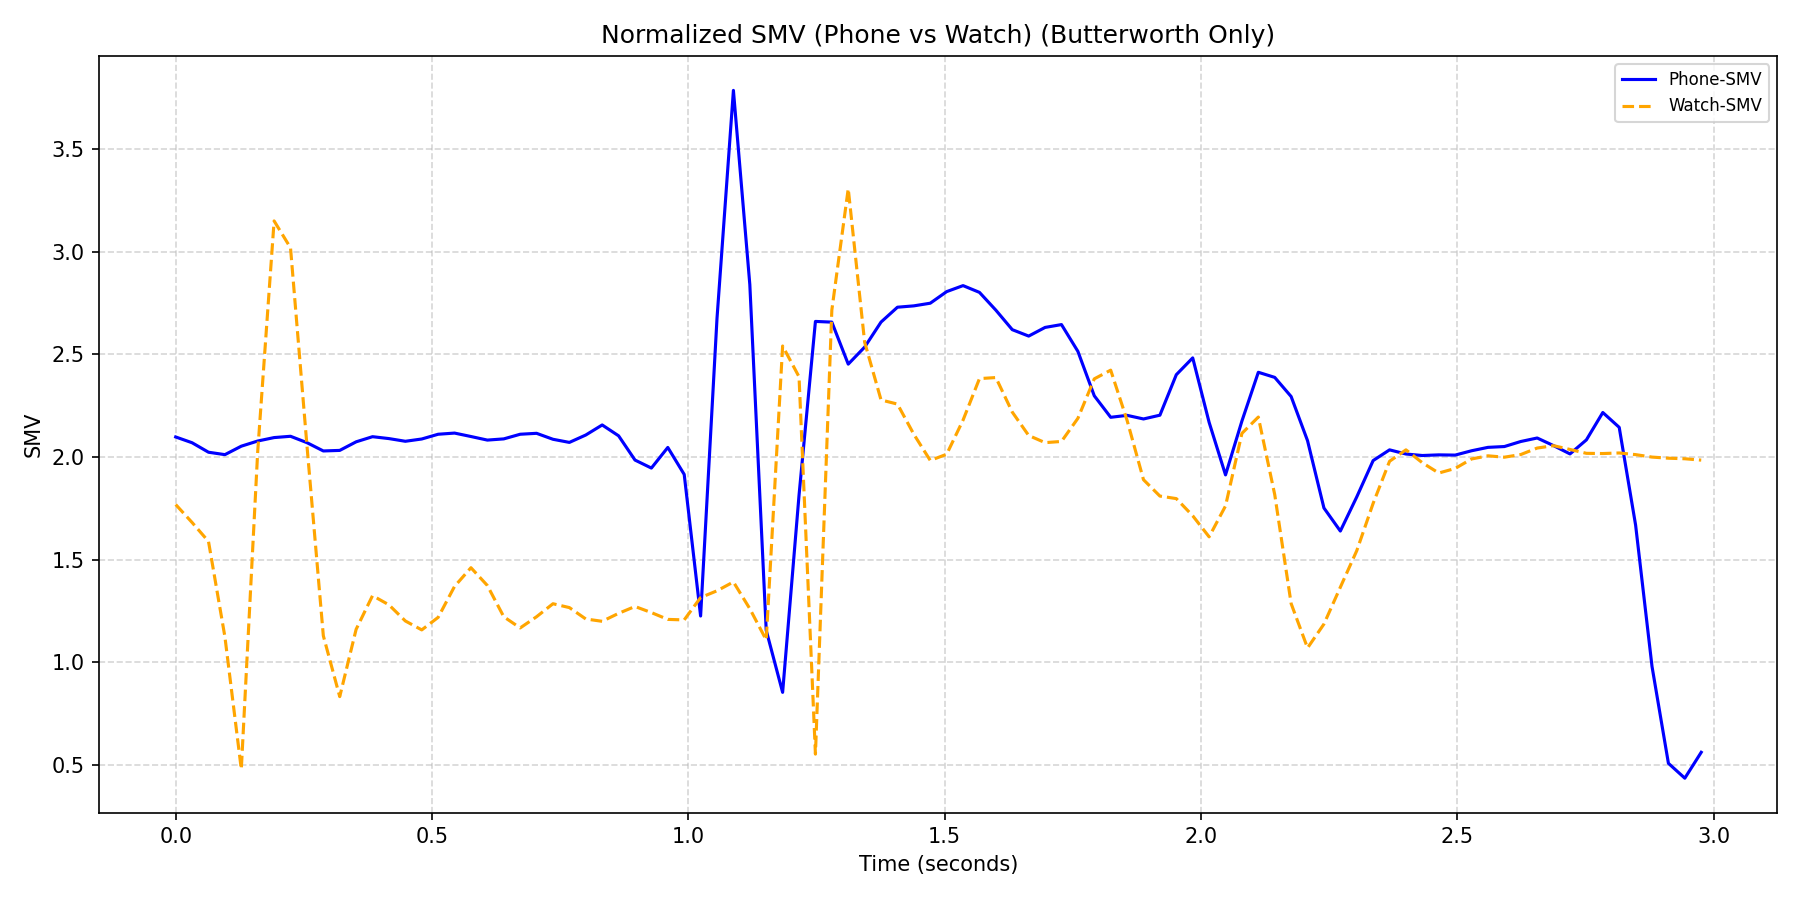 Normalized SMV (Phone vs Watch) (Butterworth Only)
Phone-SMV
Watch-SMV
SMV
3.5
3.0
2.5
2.0
1.5
1.0
0.5
0.0 0.5 1.0 1.5 2.0 2.5 3.0
Time (seconds)